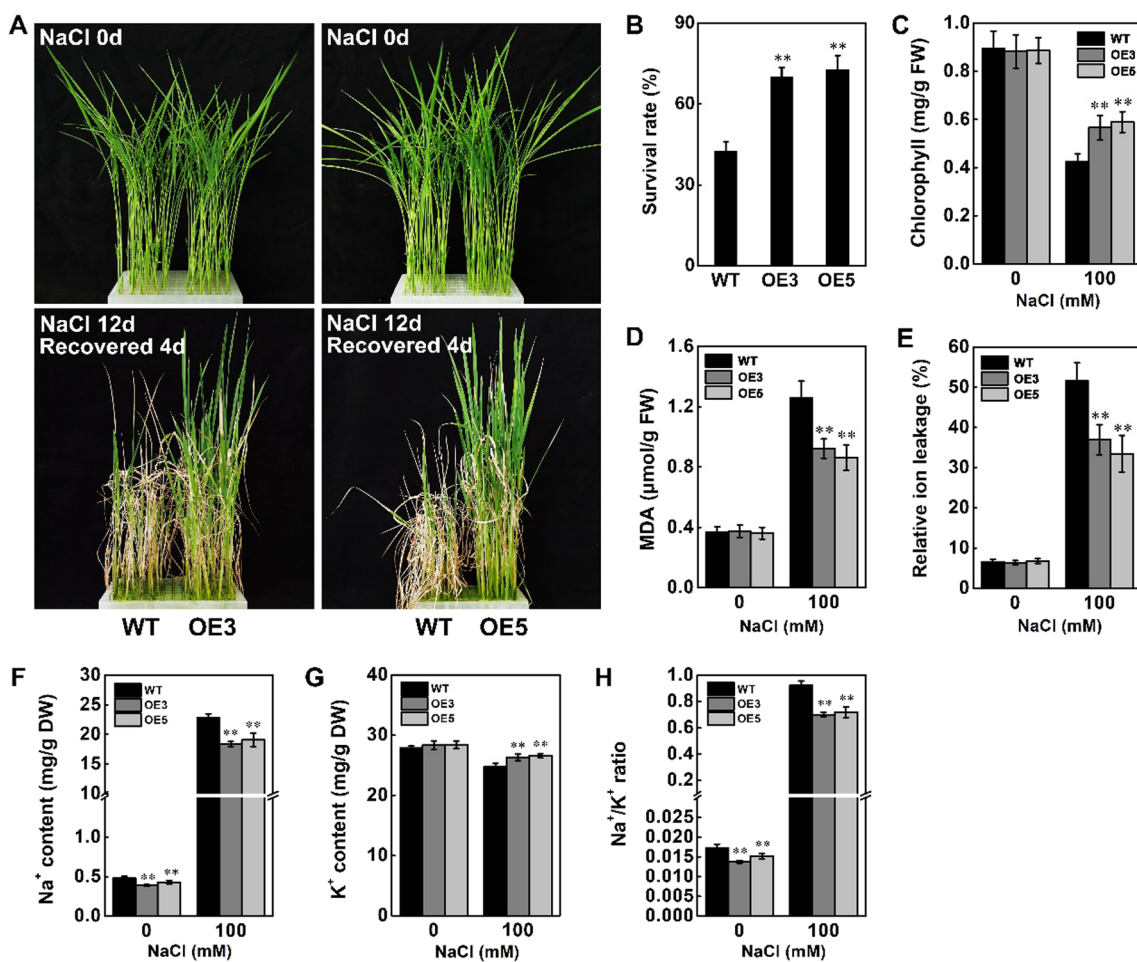 A
NaCl 0d
NaCl 0d
NaCl 12d
Recovered 4d
NaCl 12d
Recovered 4d
WT OE3
WT OE5
B
Survival rate (%)
90
60
30
0
**
**
WT OE3 OE5
C
Chlorophyll (mg/g FW)
1.0
0.8
0.6
0.4
0.2
0.0
WT
OE3
OE5
**
**
0 100
NaCl (mM)
D
MDA (μmol/g FW)
1.6
1.2
0.8
0.4
0.0
WT
OE3
OE5
**
**
0 100
NaCl (mM)
E
Relative ion leakage (%)
60
50
40
30
20
10
0
WT
OE3
OE5
**
**
0 100
NaCl (mM)
F
Na⁺ content (mg/g DW)
30
25
20
15
10
1.0
0.5
0.0
WT
OE3
OE5
**
**
**
**
0 100
NaCl (mM)
G
K⁺ content (mg/g DW)
40
30
20
10
0
WT
OE3
OE5
**
**
0 100
NaCl (mM)
H
Na⁺/K⁺ ratio
1.0
0.8
0.6
0.4
0.2
0.025
0.020
0.015
0.010
0.005
0.000
WT
OE3
OE5
**
**
**
**
0 100
NaCl (mM)